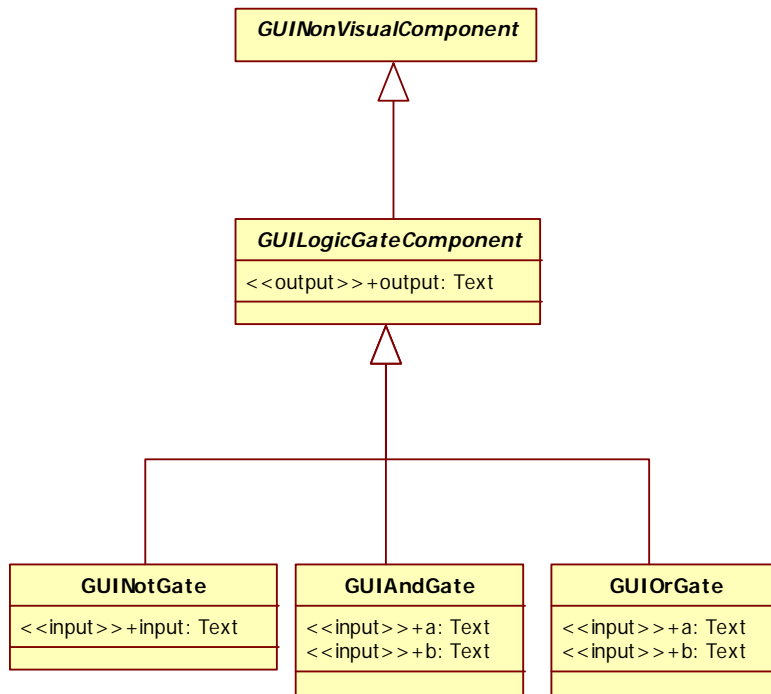 GUINonVisualComponent
GUILogicGateComponent
<<output>>+output: Text
GUINotGate
<<input>>+input: Text
GUIAndGate
<<input>>+a: Text
<<input>>+b: Text
GUIOrGate
<<input>>+a: Text
<<input>>+b: Text